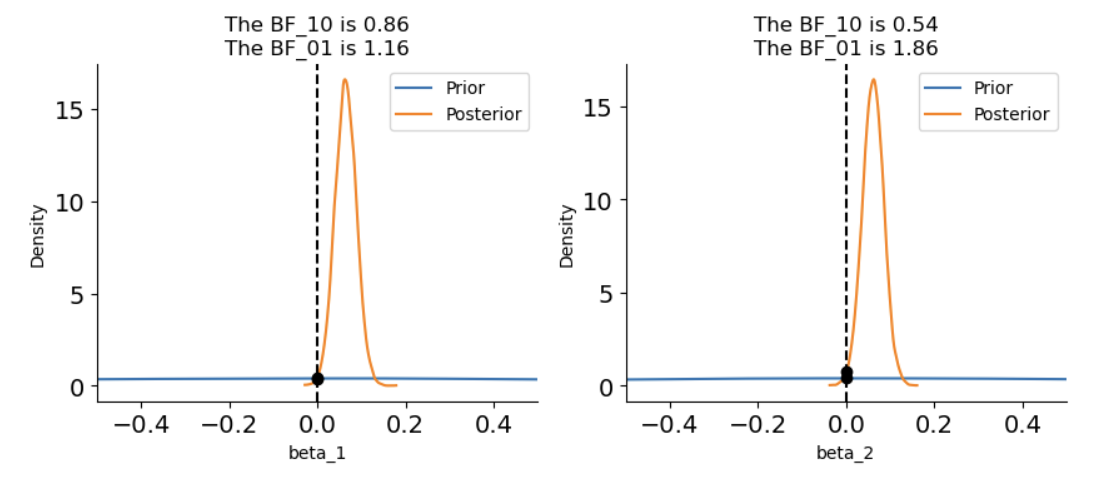 The BF_10 is 0.86
The BF_01 is 1.16
Prior
Posterior
15
10
5
0
Density
−0.4 −0.2 0.0 0.2 0.4
beta_1
The BF_10 is 0.54
The BF_01 is 1.86
Prior
Posterior
15
10
5
0
Density
−0.4 −0.2 0.0 0.2 0.4
beta_2